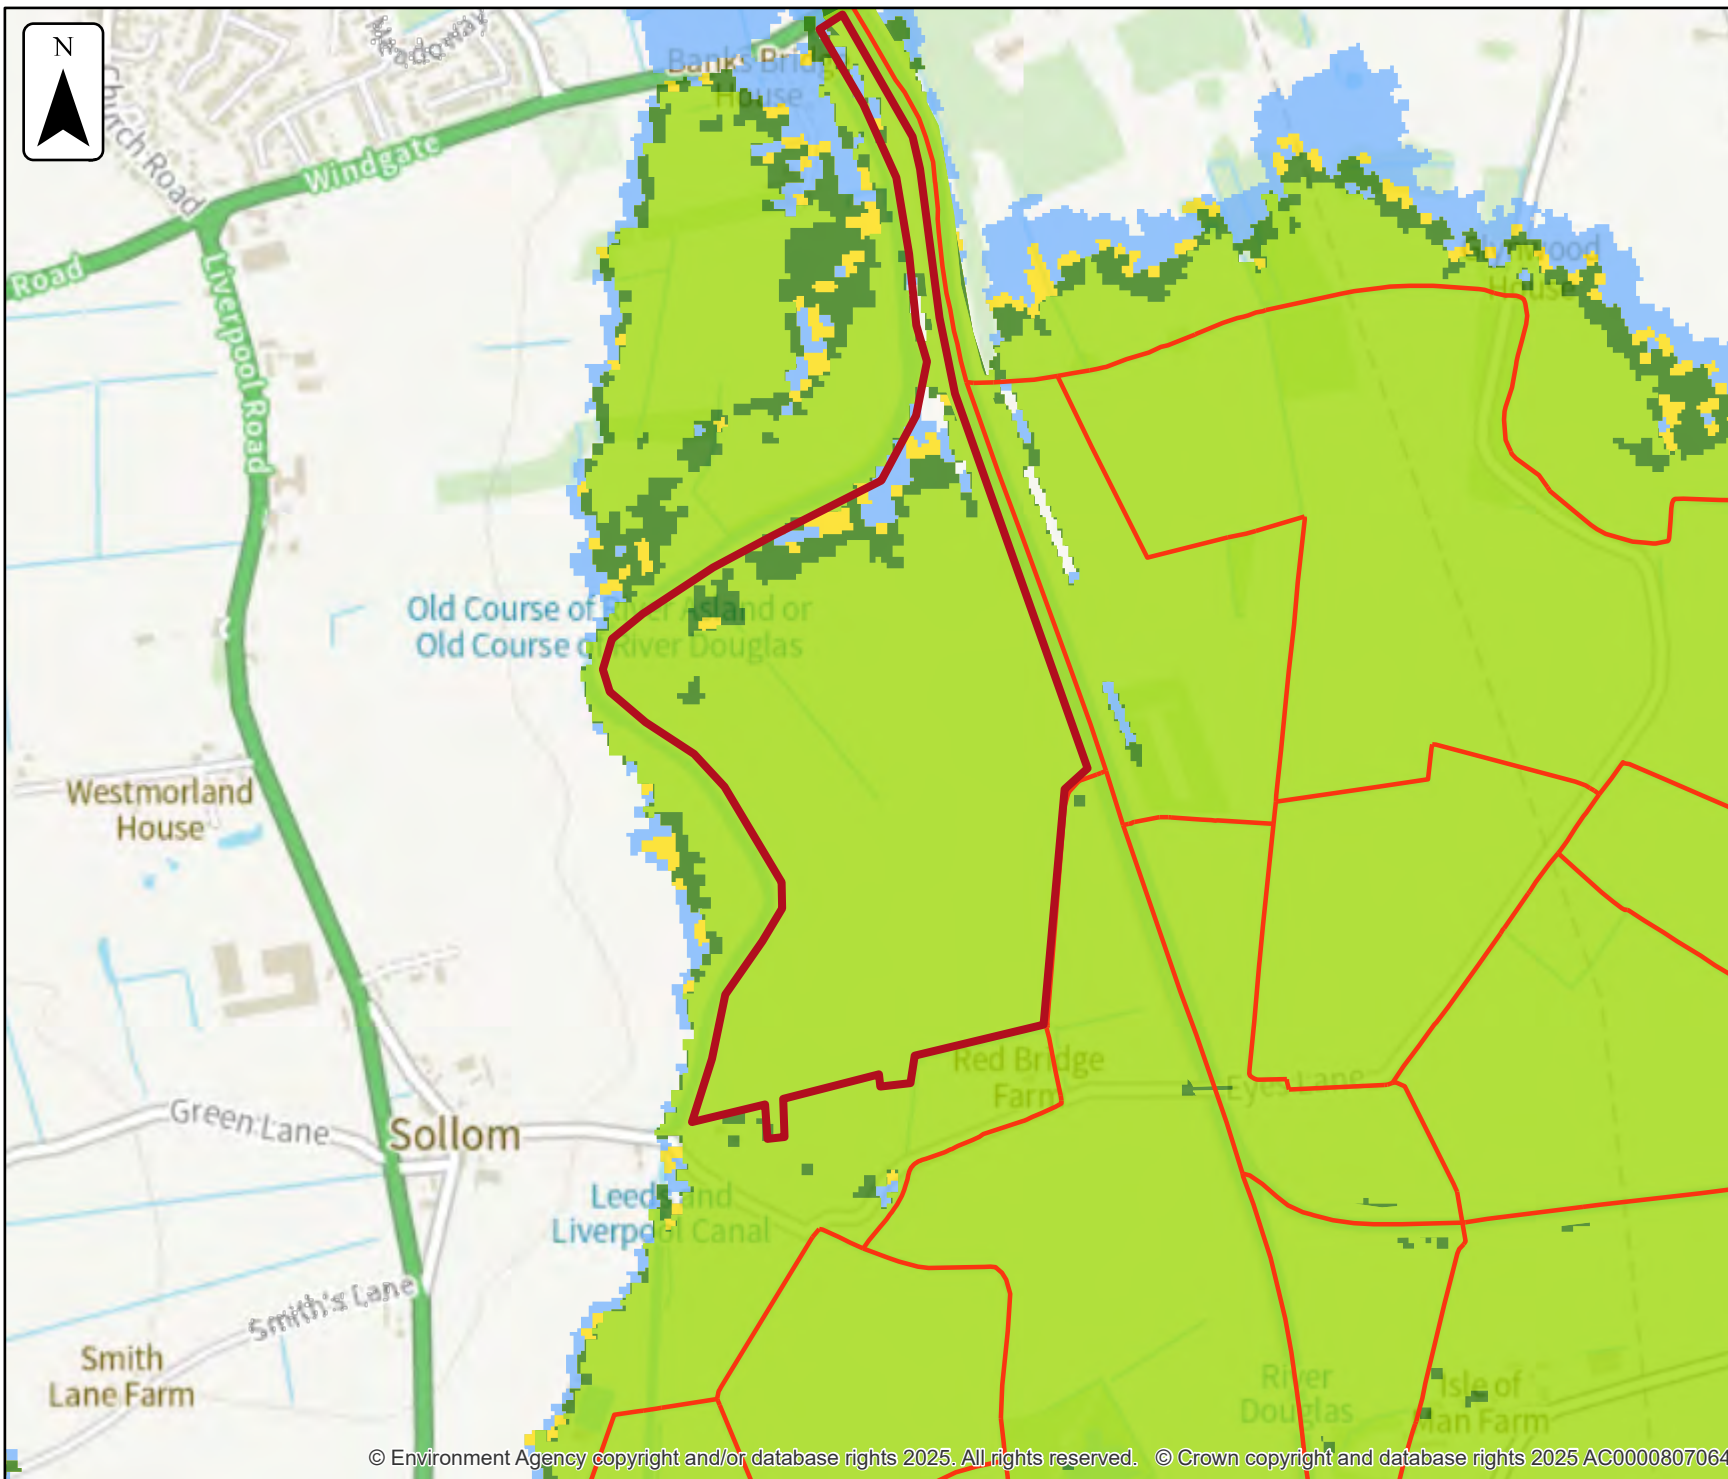 N
Meadoway
Church Road
Banks Bridge
House
Windgate
Road
Liverpool Road
Glynwood
House
Old Course of River Asland or
Old Course of River Douglas
Westmorland
House
Red Bridge
Farm
Eyes Lane
Green Lane
Sollom
Leeds and
Liverpool Canal
Smith's Lane
Smith
Lane Farm
River
Douglas
Isle of
Man Farm
© Environment Agency copyright and/or database rights 2025. All rights reserved. © Crown copyright and database rights 2025 AC0000807064